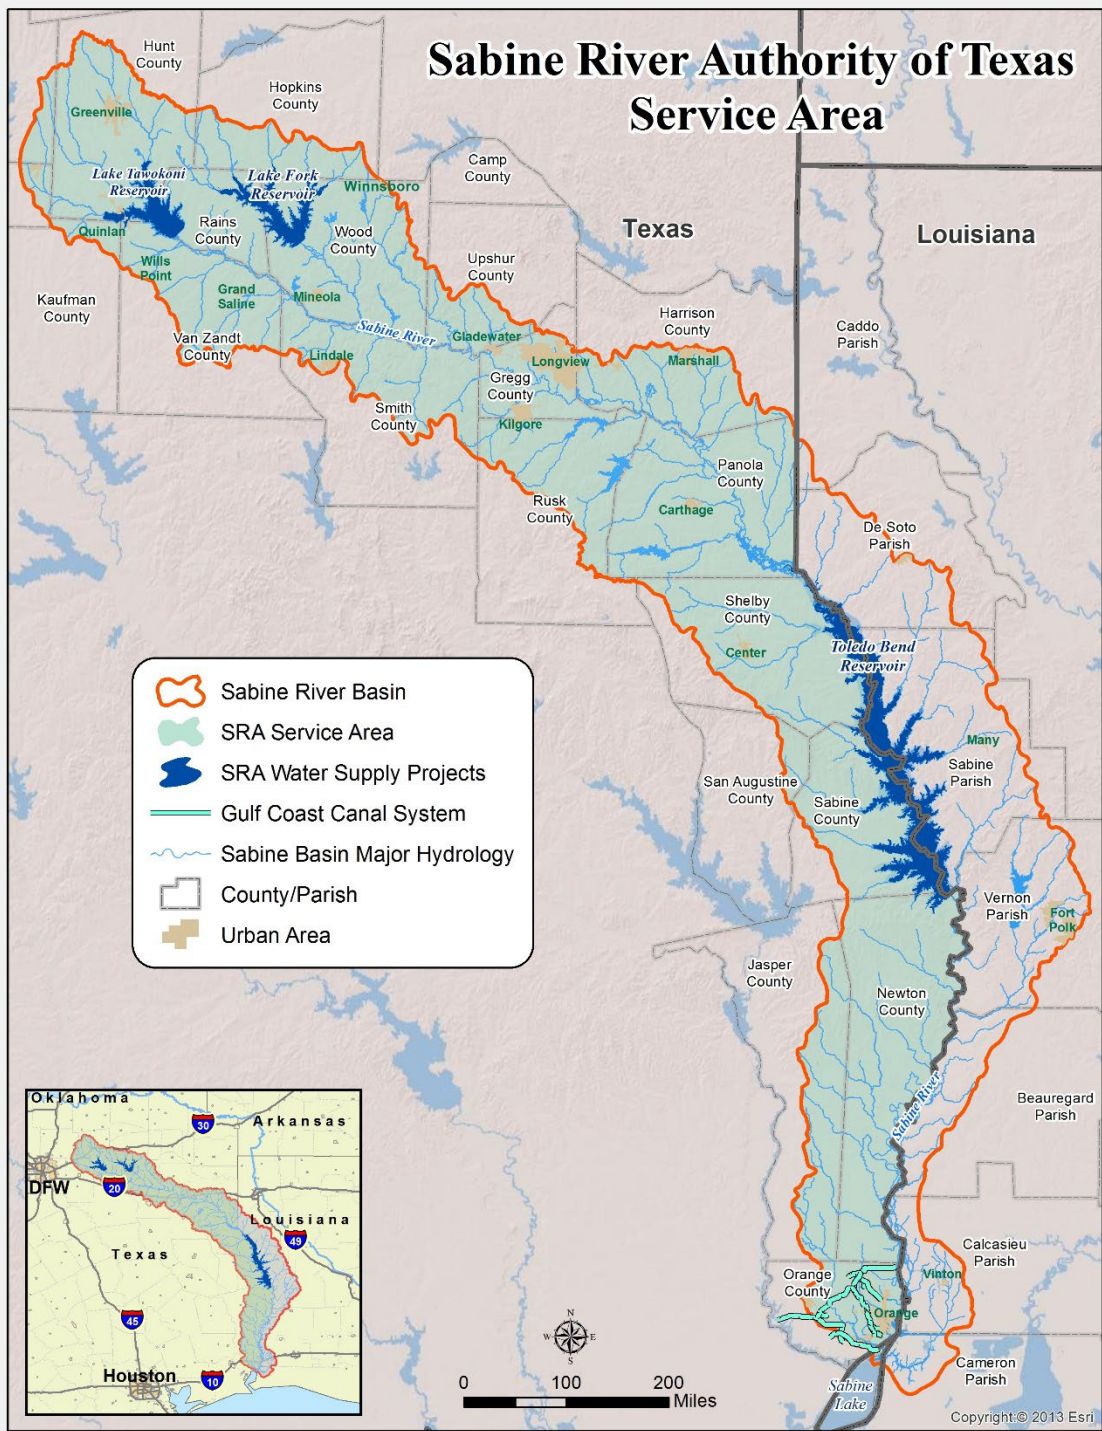 Sabine River Authority of Texas
Service Area
Hunt
County
Hopkins
County
Greenville
Camp
County
Lake Tawokoni
Reservoir
Lake Fork
Reservoir
Winnsboro
Texas
Louisiana
Quinlan
Rains
County
Wood
County
Wills
Point
Upshur
County
Kaufman
County
Grand
Saline
Mineola
Sabine River
Harrison
County
Caddo
Parish
Van Zandt
County
Lindale
Gladewater
Longview
Marshall
Gregg
County
Smith
County
Kilgore
Panola
County
Rusk
County
Carthage
De Soto
Parish
Shelby
County
Center
Toledo Bend
Reservoir
Many
Sabine
Parish
San Augustine
County
Sabine
County
Vernon
Parish
Fort
Polk
Jasper
County
Newton
County
Sabine River
Beauregard
Parish
Calcasieu
Parish
Orange
County
Vinton
Orange
Cameron
Parish
Sabine
Lake
Sabine River Basin
SRA Service Area
SRA Water Supply Projects
Gulf Coast Canal System
Sabine Basin Major Hydrology
County/Parish
Urban Area
Oklahoma
30
Arkansas
DFW
20
Louisiana
49
Texas
45
Houston
10
N
W E
S
0 100 200
Miles
Copyright:© 2013 Esri